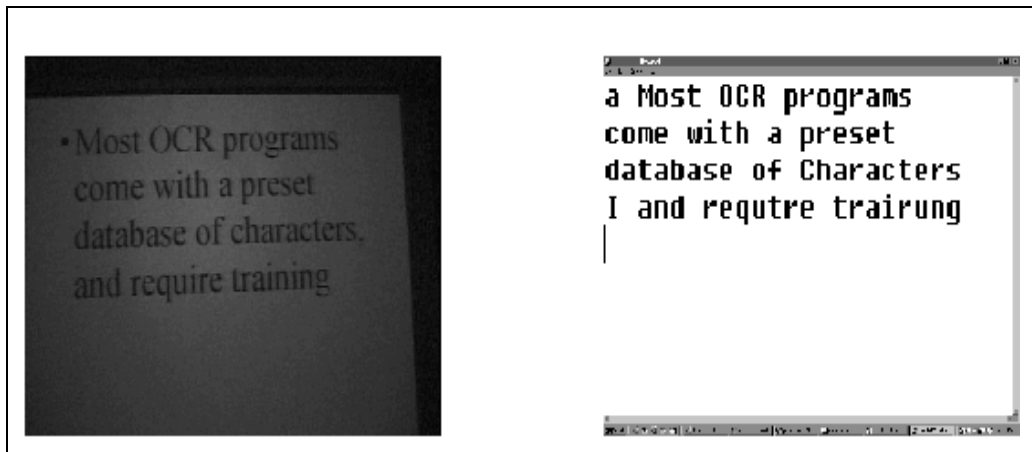 • Most OCR programs
come with a preset
database of characters,
and require training
a Most OCR programs
come with a preset
database of Characters
I and requtre trairung